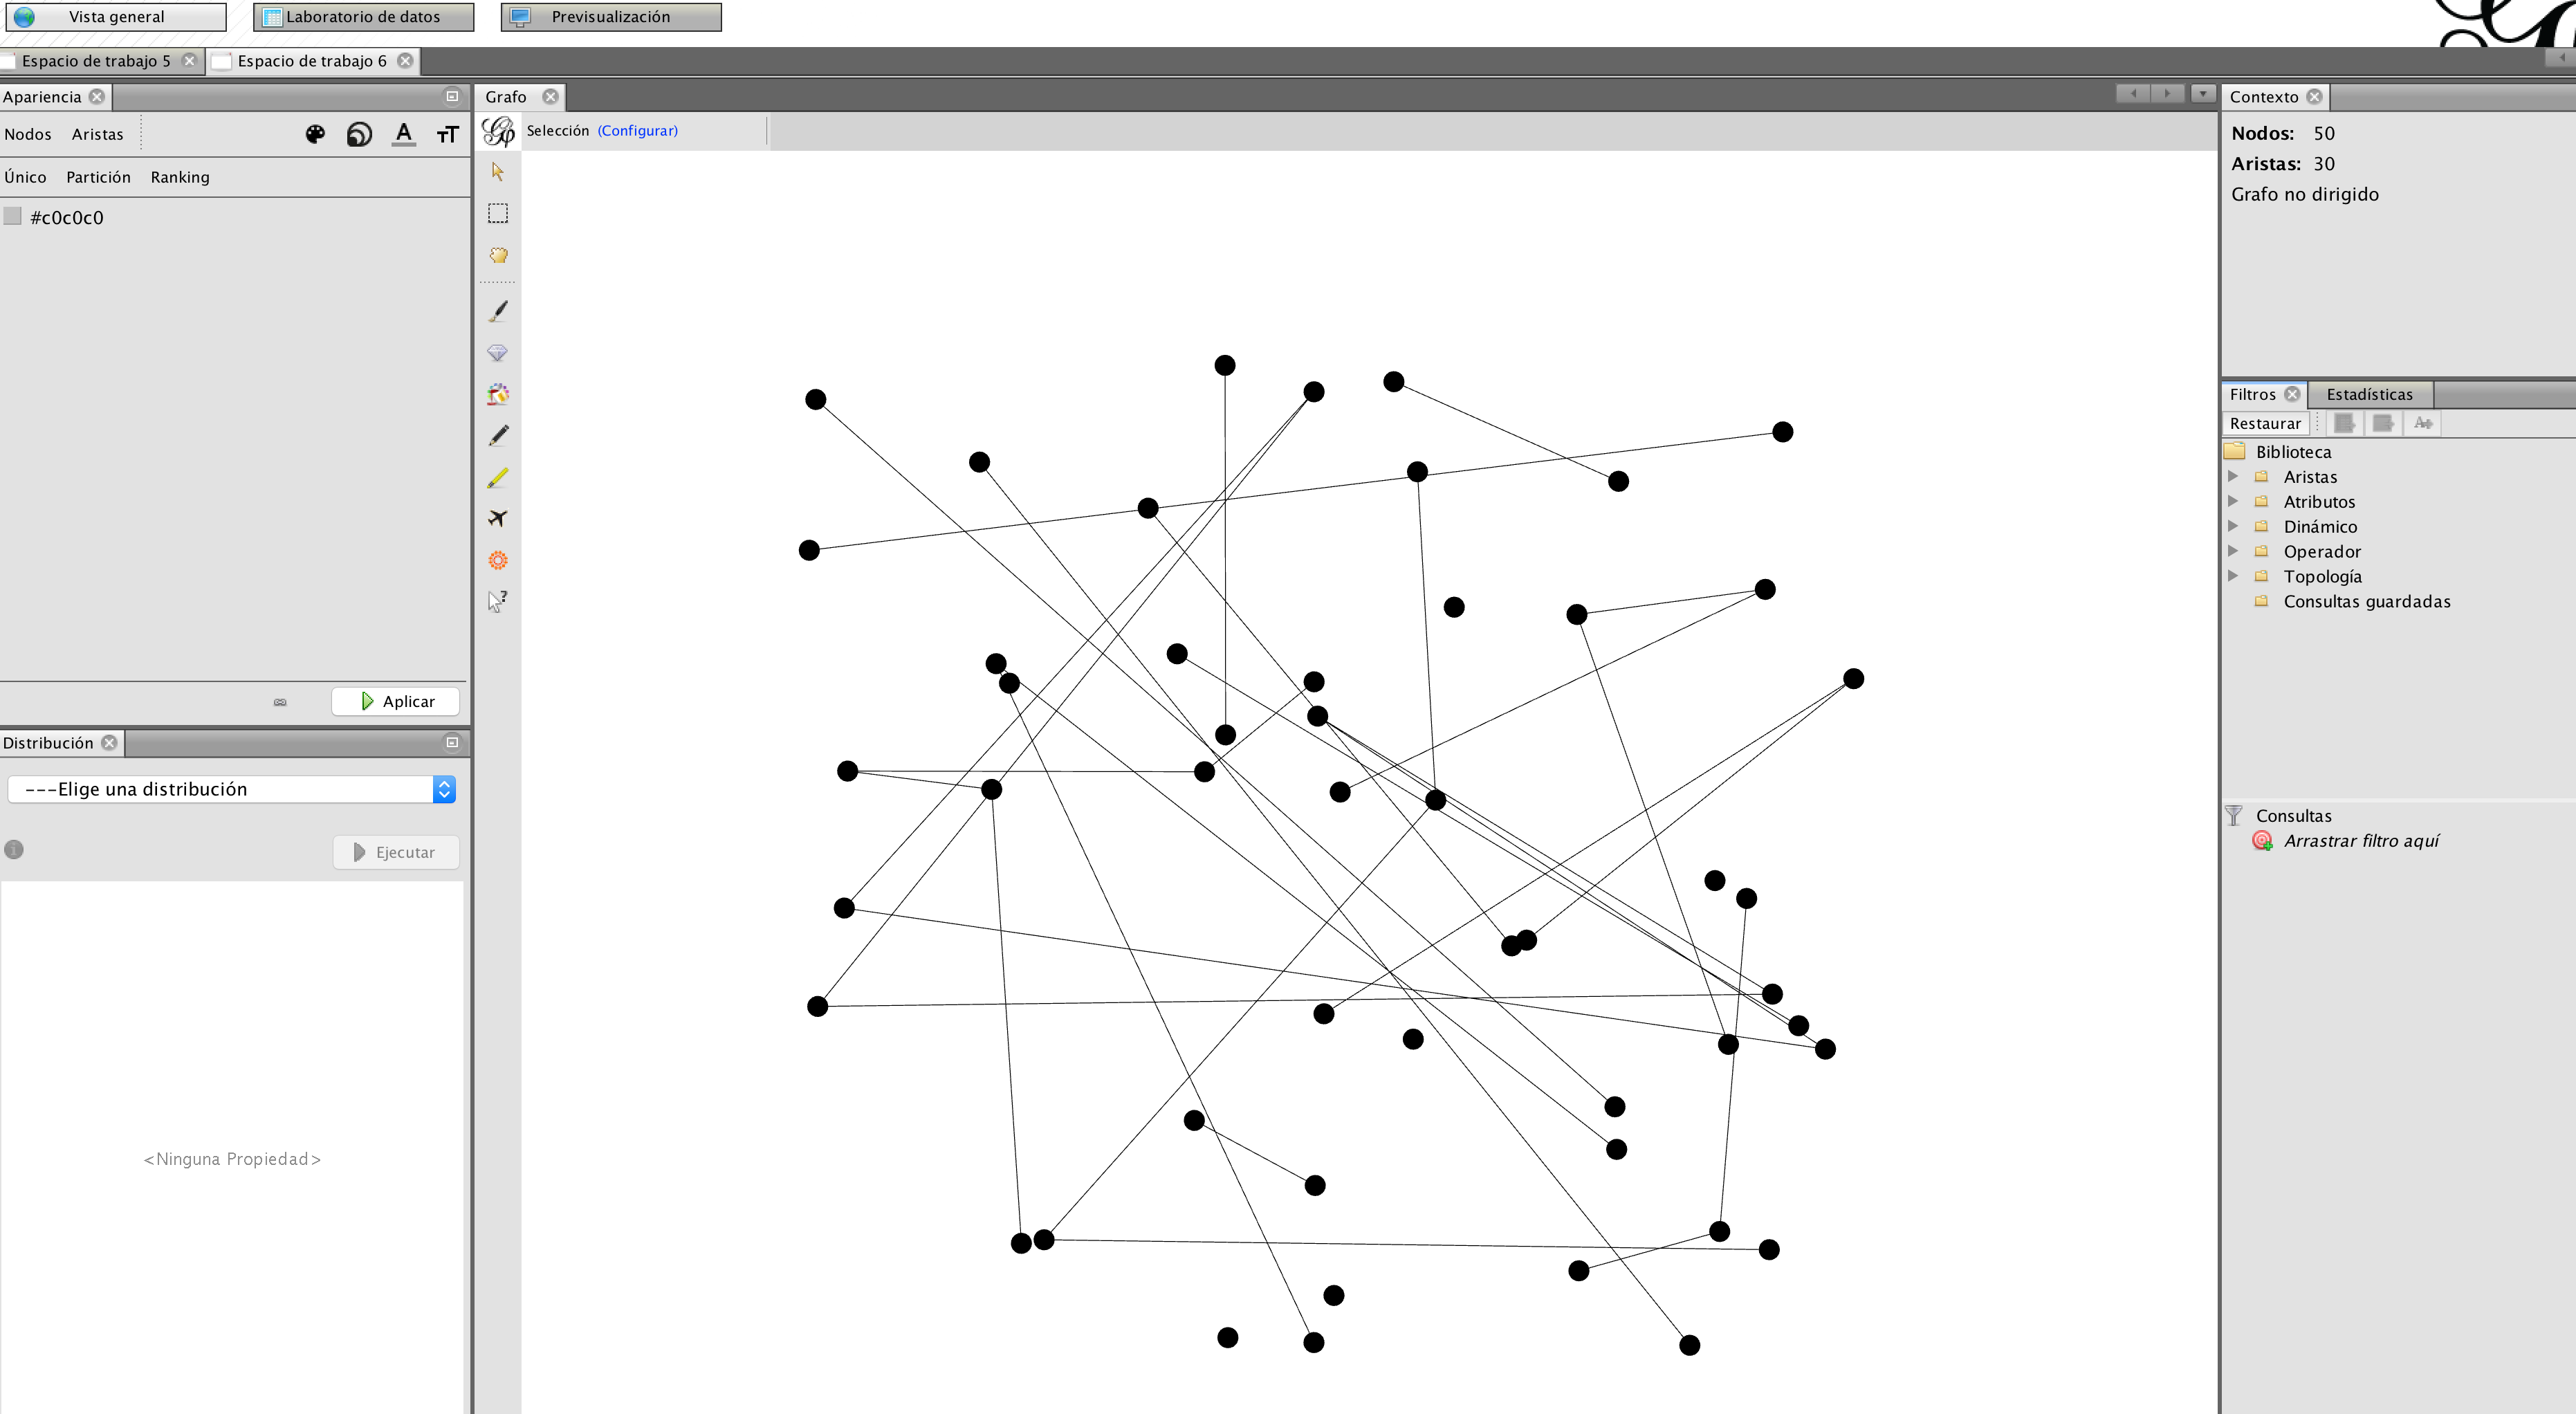 Vista general
Laboratorio de datos
Previsualización
Espacio de trabajo 5
Espacio de trabajo 6
Apariencia
Nodos Aristas
Único Partición Ranking
#c0c0c0
Aplicar
Distribución
---Elige una distribución
Ejecutar
<Ninguna Propiedad>
Grafo
Selección (Configurar)
Contexto
Nodos: 50
Aristas: 30
Grafo no dirigido
Filtros Estadísticas
Restaurar
Biblioteca
Aristas
Atributos
Dinámico
Operador
Topología
Consultas guardadas
Consultas
Arrastrar filtro aquí